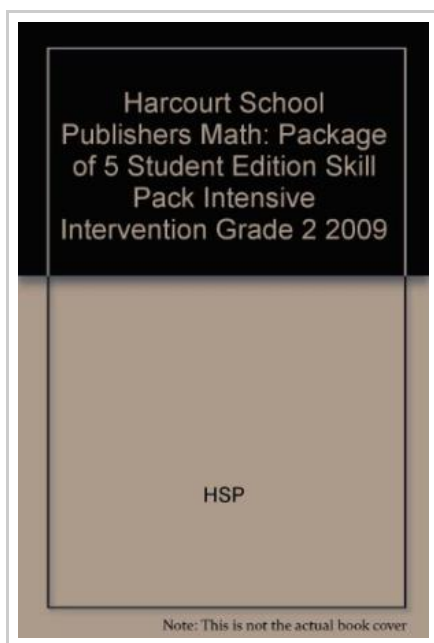 Harcourt School
Publishers Math: Package
of 5 Student Edition Skill
Pack Intensive
Intervention Grade 2 2009
HSP
Note: This is not the actual book cover